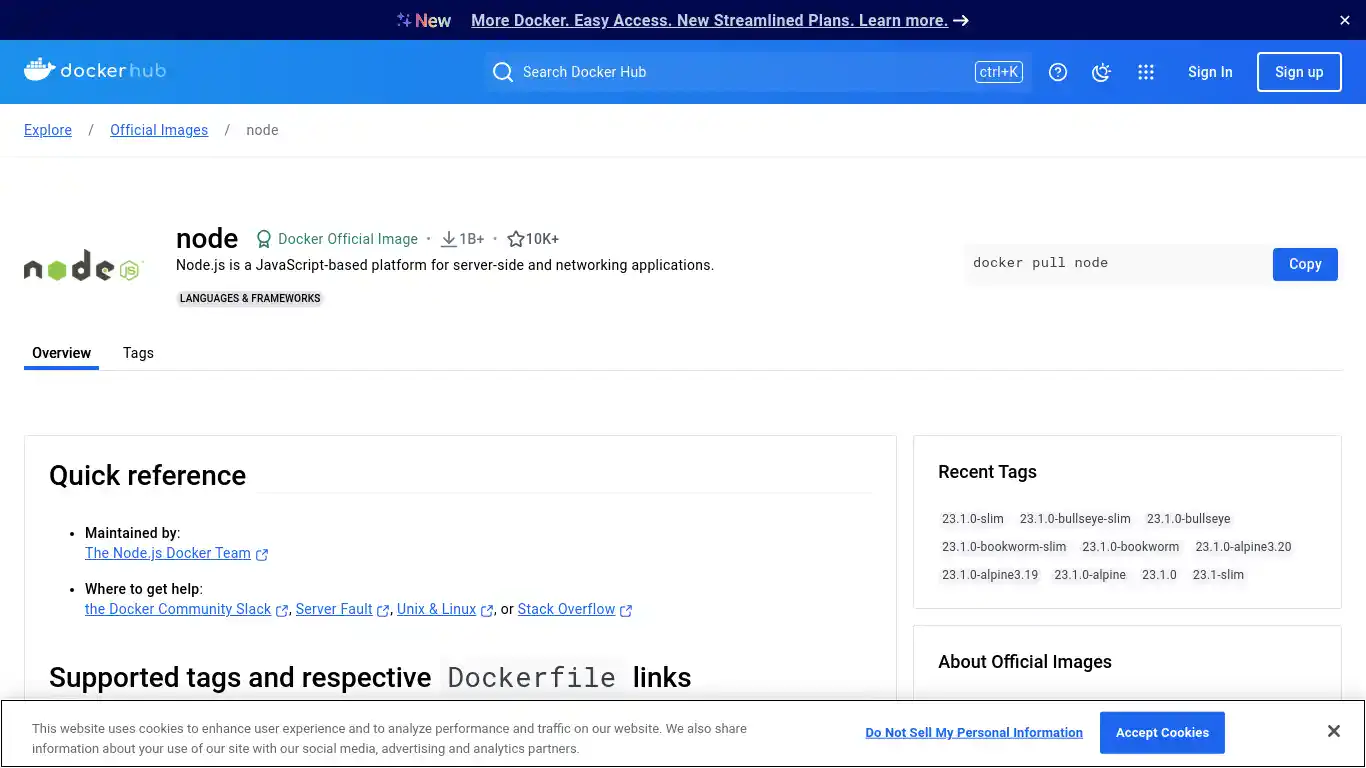 New More Docker. Easy Access. New Streamlined Plans. Learn more.
dockerhub
Search Docker Hub
ctrl+K
Sign In
Sign up
Explore / Official Images / node
node
node Docker Official Image • 1B+ • 10K+
Node.js is a JavaScript-based platform for server-side and networking applications.
LANGUAGES & FRAMEWORKS
docker pull node
Copy
Overview
Tags
Quick reference
• Maintained by:
The Node.js Docker Team
• Where to get help:
the Docker Community Slack, Server Fault, Unix & Linux, or Stack Overflow
Supported tags and respective Dockerfile links
Recent Tags
23.1.0-slim 23.1.0-bullseye-slim 23.1.0-bullseye
23.1.0-bookworm-slim 23.1.0-bookworm 23.1.0-alpine3.20
23.1.0-alpine3.19 23.1.0-alpine 23.1.0 23.1-slim
About Official Images
This website uses cookies to enhance user experience and to analyze performance and traffic on our website. We also share
information about your use of our site with our social media, advertising and analytics partners.
Do Not Sell My Personal Information
Accept Cookies